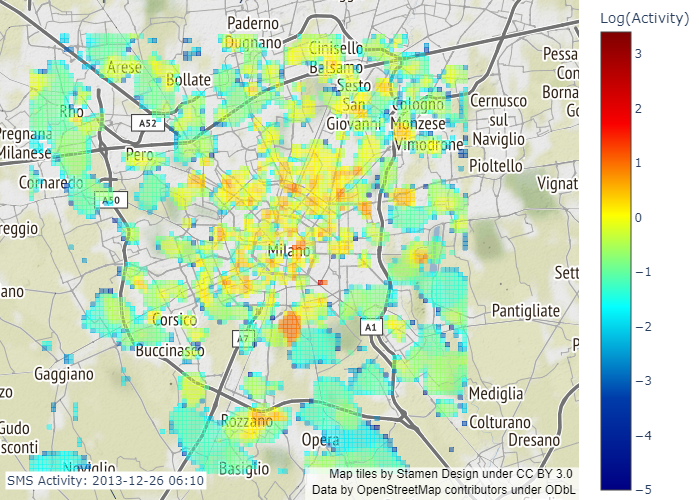 Log(Activity)
3
2
1
0
−1
−2
−3
−4
−5
Paderno
Dugnano
Cinisello
Balsamo
Arese
Bollate
Sesto
San
Giovanni
Cologno
Monzese
Cernusco
sul
Naviglio
Pessa
Con
Borna
Go
Rho
A52
Pregnana
Milanese
Pero
Vimodrone
Pioltello
Cornaredo
Vignat
A50
reggio
Milano
Sett
ano
Pantigliate
Corsico
A7
A1
Buccinasco
P
Gaggiano
zo
Mediglia
Rozzano
Colturano
Gudo
sconti
Opera
Dresano
Noviglio
Basiglio
SMS Activity: 2013-12-26 06:10
Map tiles by Stamen Design under CC BY 3.0
Data by OpenStreetMap contributors under ODbL